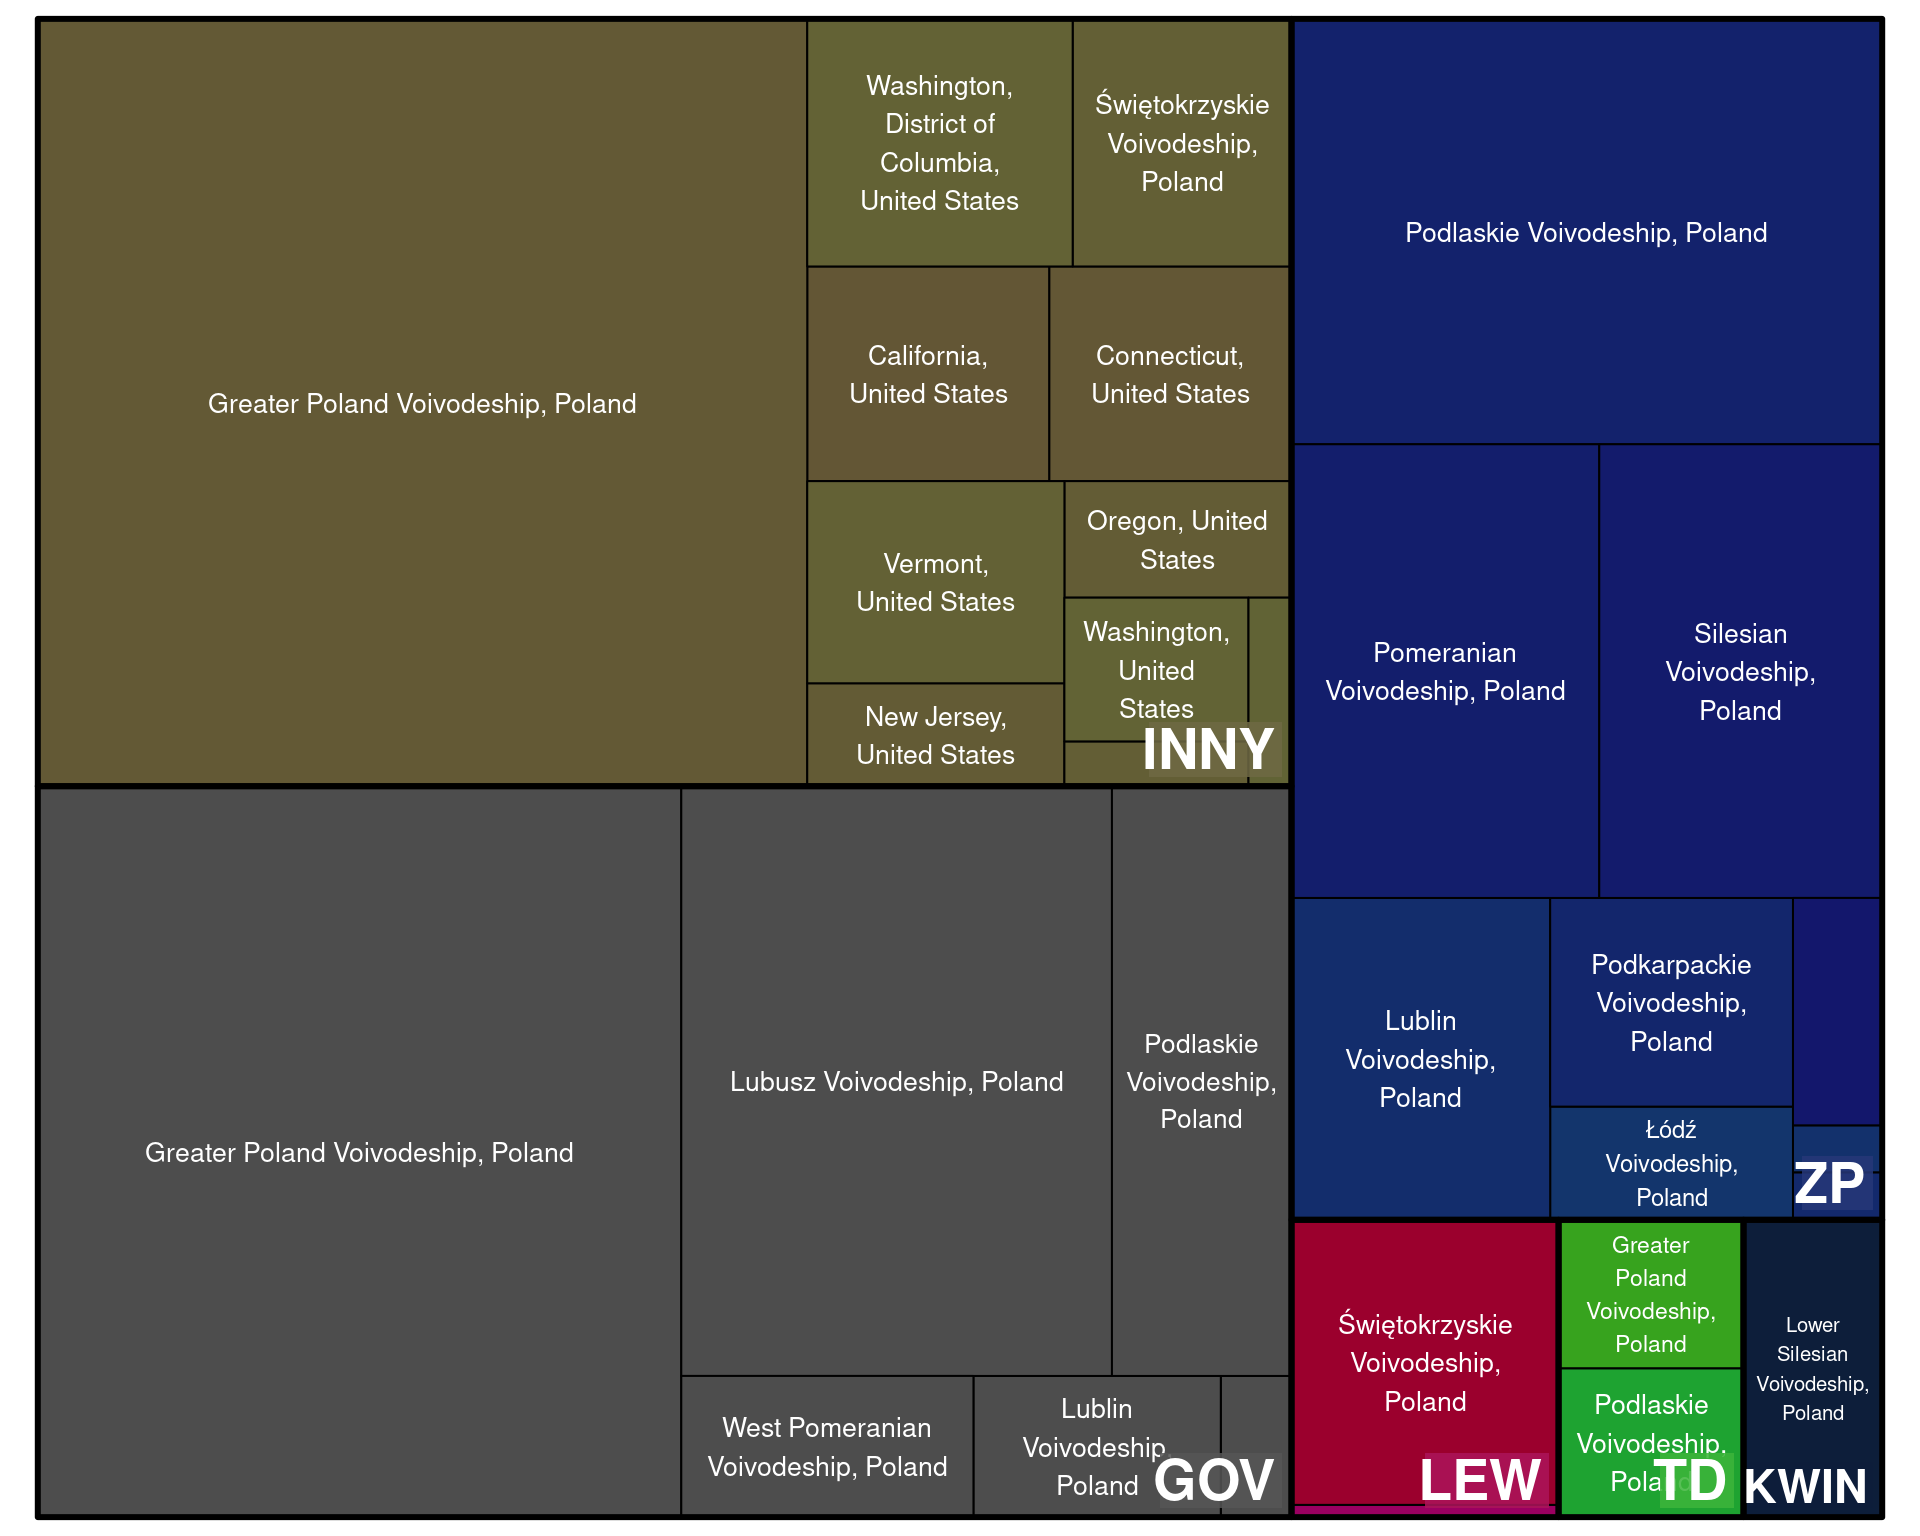 Greater Poland Voivodeship, Poland
Washington,
District of
Columbia,
United States
Świętokrzyskie
Voivodeship,
Poland
California,
United States
Connecticut,
United States
Vermont,
United States
Oregon, United
States
Washington,
United
States
New Jersey,
United States
INNY
Greater Poland Voivodeship, Poland
Lubusz Voivodeship, Poland
Podlaskie
Voivodeship,
Poland
West Pomeranian
Voivodeship, Poland
Lublin
Voivodeship,
Poland
GOV
Podlaskie Voivodeship, Poland
Pomeranian
Voivodeship, Poland
Silesian
Voivodeship,
Poland
Lublin
Voivodeship,
Poland
Podkarpackie
Voivodeship,
Poland
Łódź
Voivodeship,
Poland
ZP
Świętokrzyskie
Voivodeship,
Poland
LEW
Greater
Poland
Voivodeship,
Poland
Podlaskie
Voivodeship,
Poland
TD
Lower
Silesian
Voivodeship,
Poland
KWIN